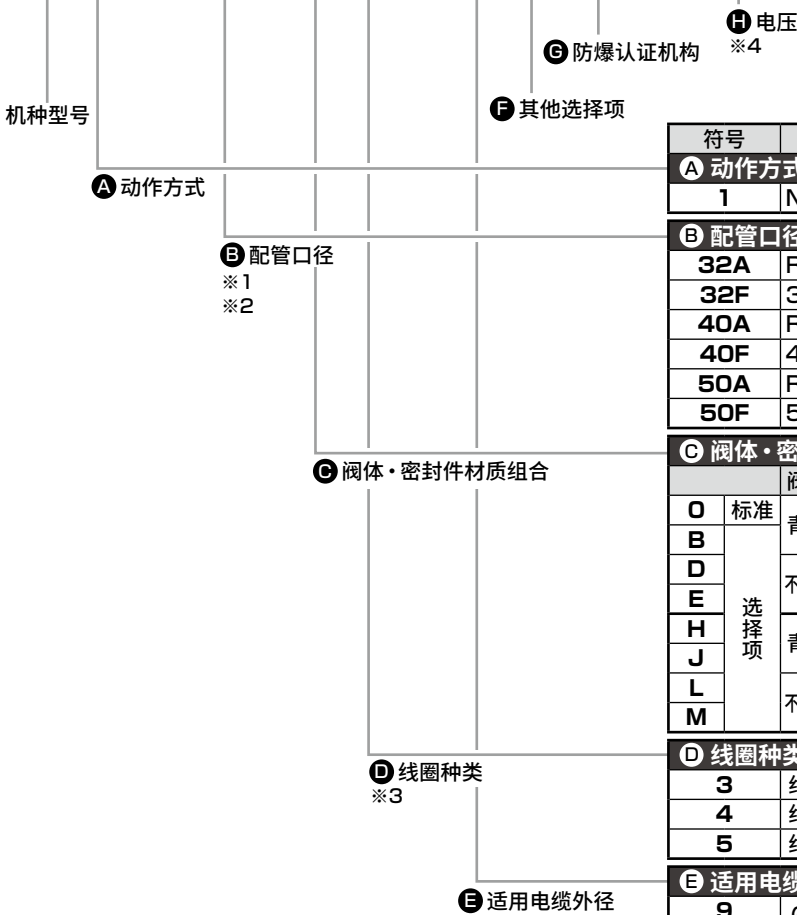 H 电压
※4
G 防爆认证机构
F 其他选择项
机种型号
A 动作方式
B 配管口径
※1
※2
C 阀体・密封件材质组合
D 线圈种类
※3
E 适用电缆外径
符号
A 动作方式
1 N
B 配管口径
32A
32F 3
40A
40F 4
50A
50F 5
C 阀体・密
0 标准
B
D
E
H
J
L
M
选择项
D 线圈种类
3
4
5
E 适用电缆
9